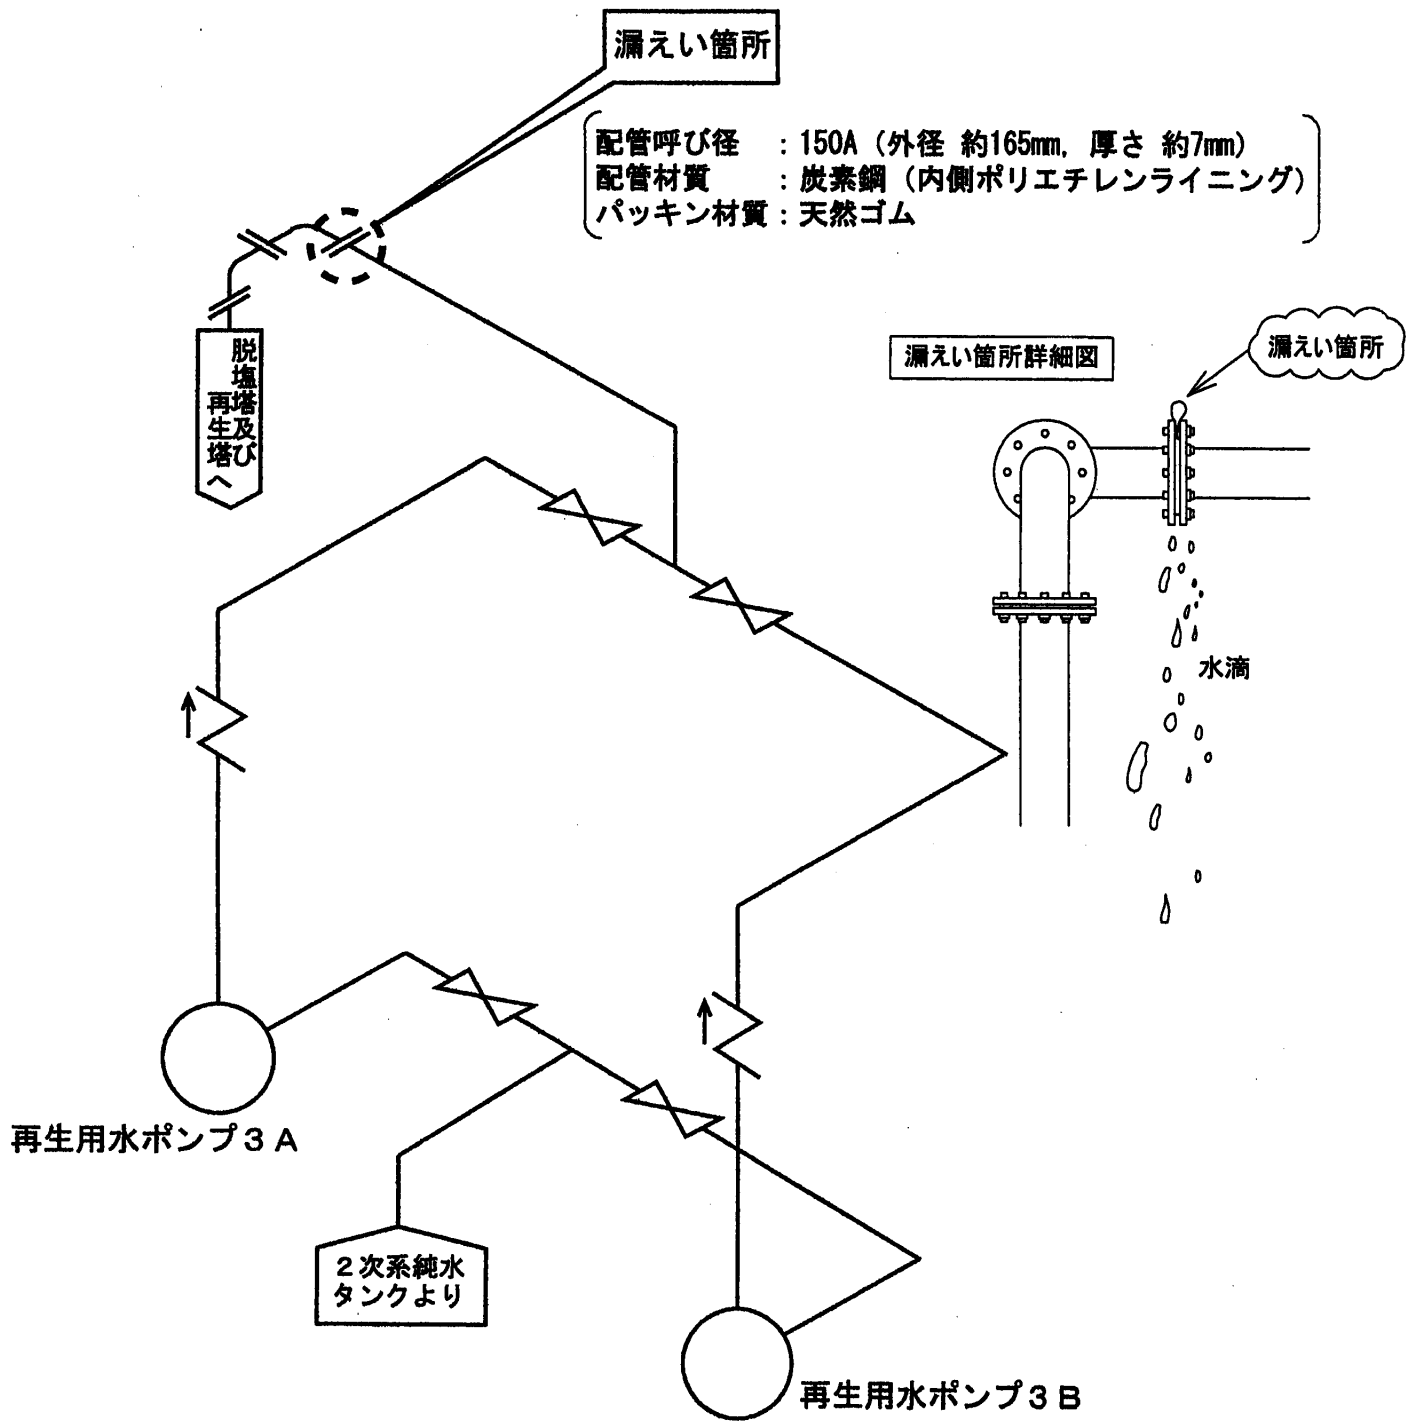 漏えい箇所
配管呼び径 : 150A (外径 約165mm, 厚さ 約7mm)
配管材質 : 炭素鋼 (内側ポリエチレンライニング)
パッキン材質 : 天然ゴム
脱塩塔及び
再生塔へ
漏えい箇所詳細図
漏えい箇所
水滴
再生用水ポンプ3A
2次系純水
タンクより
再生用水ポンプ3B